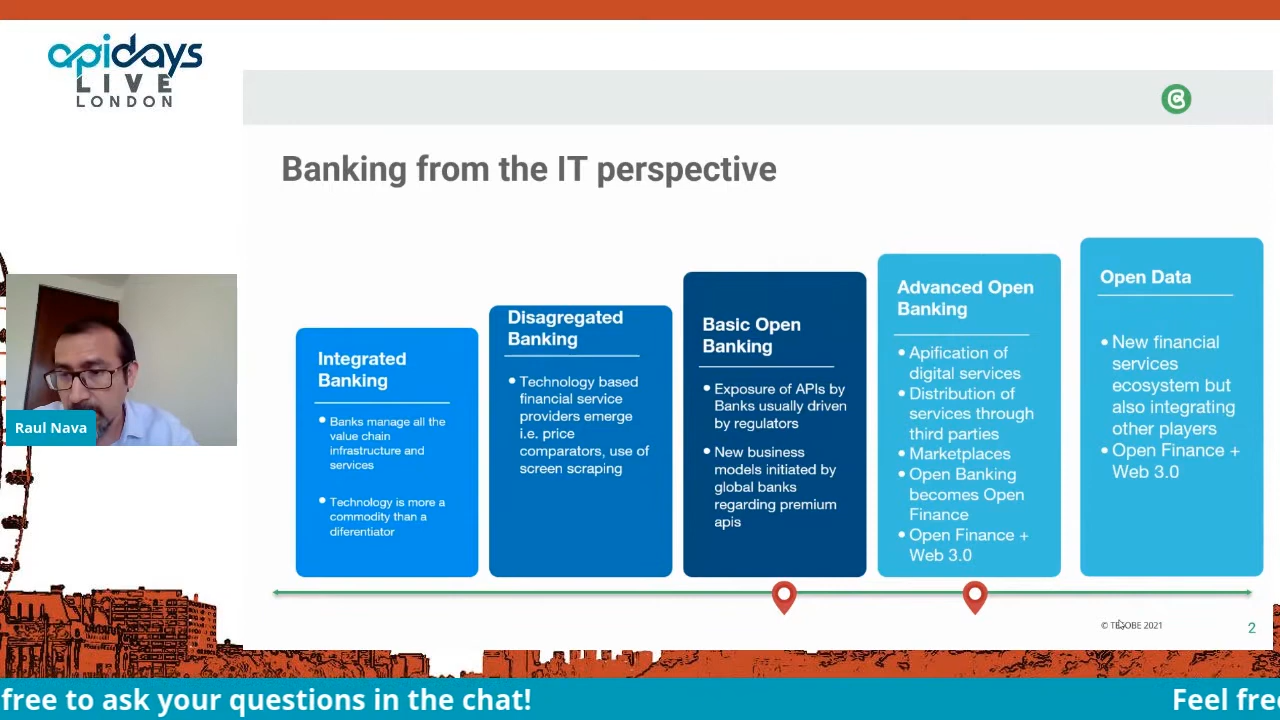 apidays
LIVE
LONDON
Banking from the IT perspective
Integrated
Banking
• Banks manage all the
value chain
infrastructure and
services
• Technology is more a
commodity than a
diferentiator
Disagregated
Banking
• Technology based
financial service
providers emerge
i.e. price
comparators, use of
screen scraping
Basic Open
Banking
• Exposure of APIs by
Banks usually driven
by regulators
• New business
models initiated by
global banks
regarding premium
apis
Advanced Open
Banking
• Apification of
digital services
• Distribution of
services through
third parties
• Marketplaces
• Open Banking
becomes Open
Finance
• Open Finance +
Web 3.0
Open Data
• New financial
services
ecosystem but
also integrating
other players
• Open Finance +
Web 3.0
Raul Nava
© 2021
2
free to ask your questions in the chat! Feel